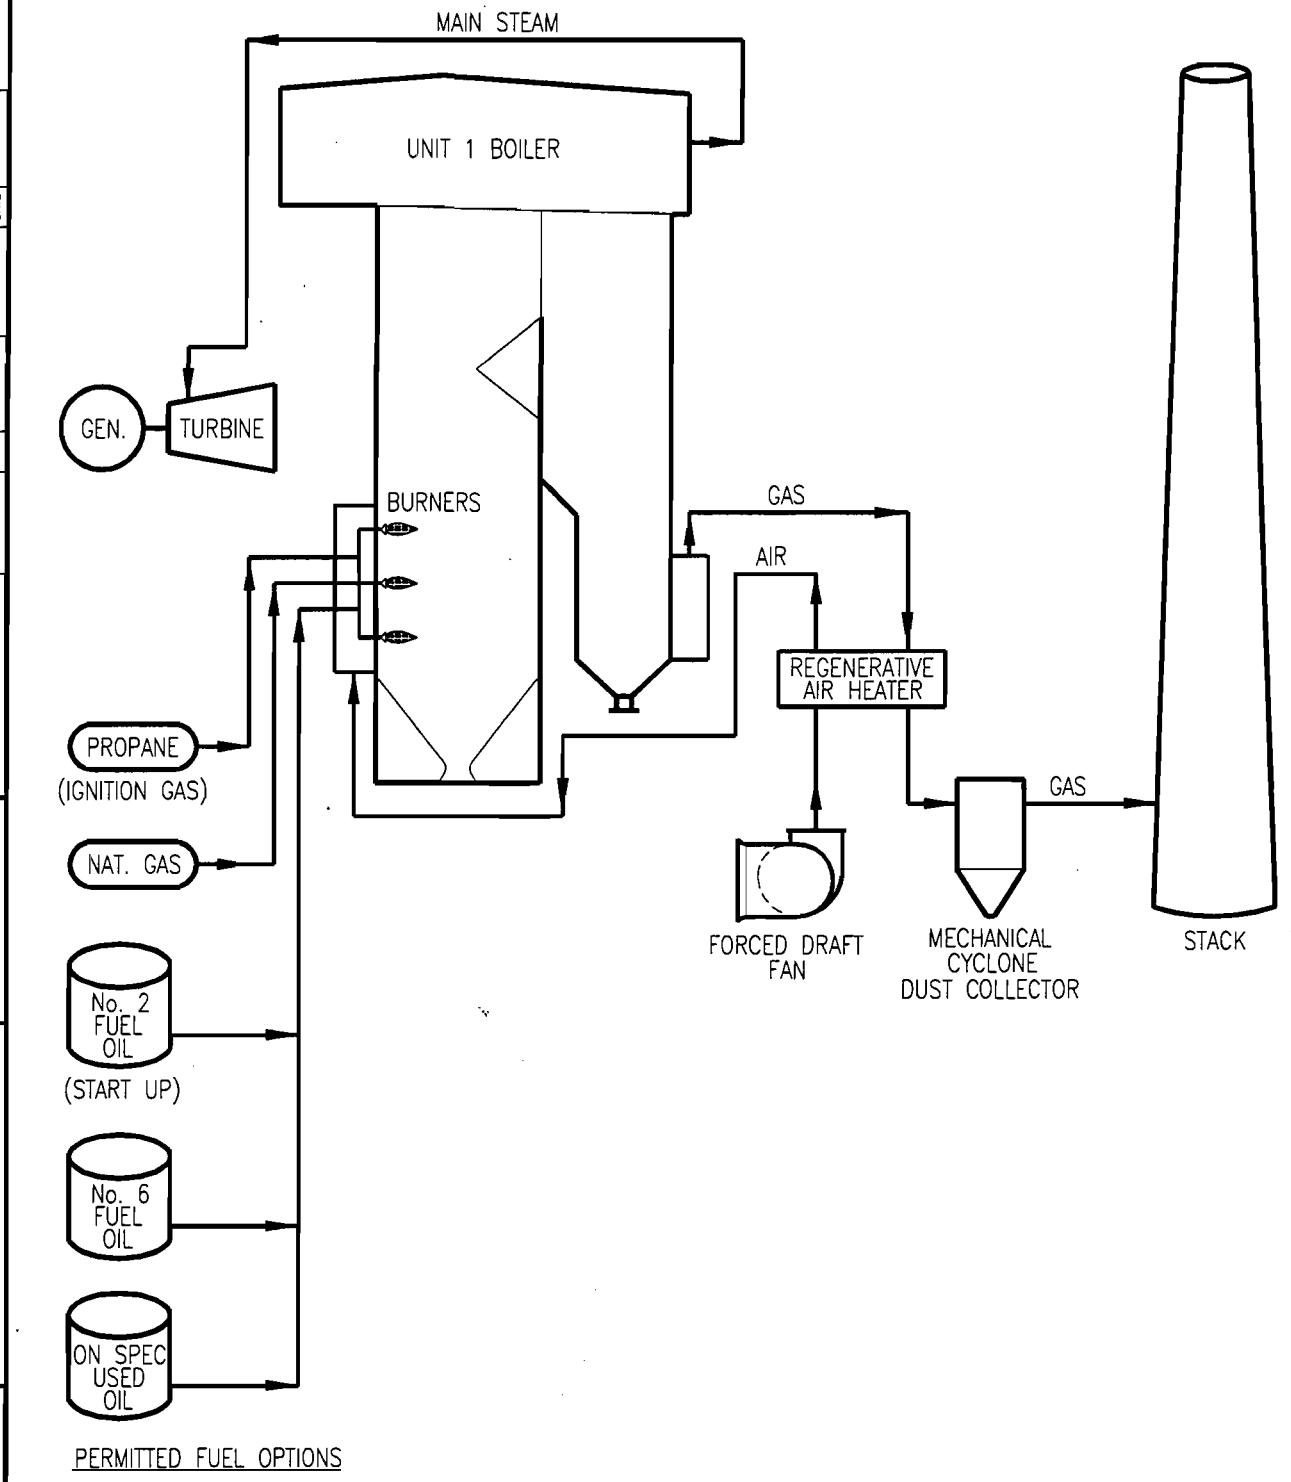 MAIN STEAM
UNIT 1 BOILER
GEN.
TURBINE
BURNERS
GAS
AIR
REGENERATIVE
AIR HEATER
PROPANE
(IGNITION GAS)
NAT. GAS
GAS
FORCED DRAFT
FAN
MECHANICAL
CYCLONE
DUST COLLECTOR
STACK
No. 2
FUEL
OIL
(START UP)
No. 6
FUEL
OIL
ON SPEC
USED
OIL
PERMITTED FUEL OPTIONS